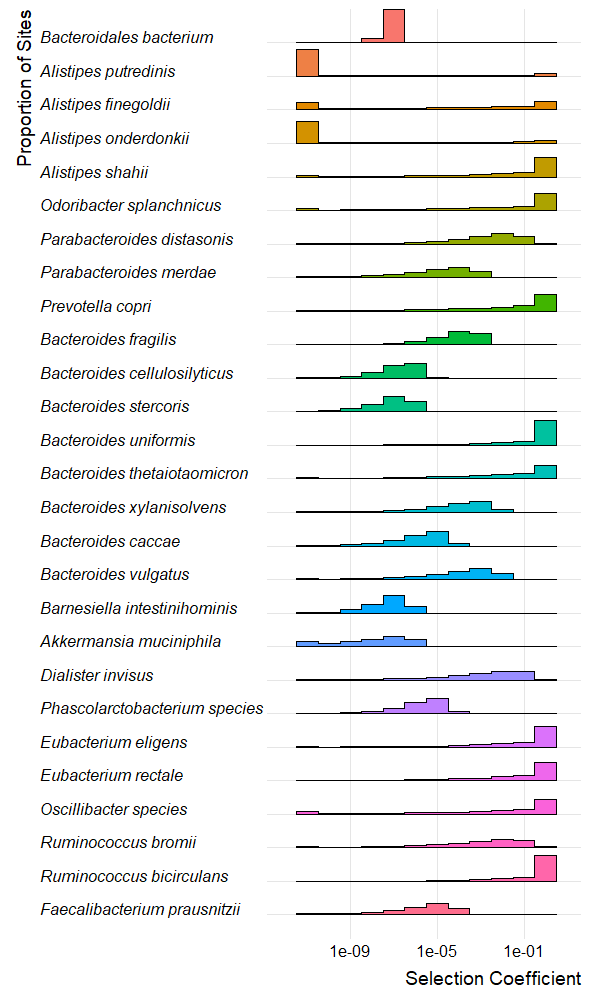 Proportion of Sites
Bacteroidales bacterium
Alistipes putredinis
Alistipes finegoldii
Alistipes onderdonkii
Alistipes shahii
Odoribacter splanchnicus
Parabacteroides distasonis
Parabacteroides merdae
Prevotella copri
Bacteroides fragilis
Bacteroides cellulosilyticus
Bacteroides stercoris
Bacteroides uniformis
Bacteroides thetaiotaomicron
Bacteroides xylanisolvens
Bacteroides caccae
Bacteroides vulgatus
Barnesiella intestinihominis
Akkermansia muciniphila
Dialister invisus
Phascolarctobacterium species
Eubacterium eligens
Eubacterium rectale
Oscillibacter species
Ruminococcus bromii
Ruminococcus bicirculans
Faecalibacterium prausnitzii
1e-09 1e-05 1e-01
Selection Coefficient